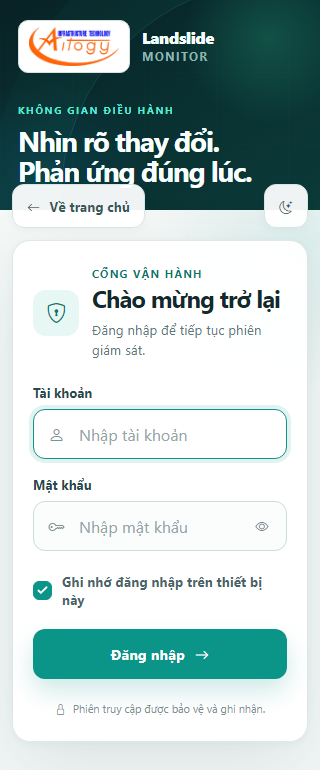 INFRASTRUCTURE TECHNOLOGY
Aitogy
Landslide
MONITOR
KHÔNG GIAN ĐIỀU HÀNH
Nhìn rõ thay đổi.
Phản ứng đúng lúc.
Về trang chủ
CỔNG VẬN HÀNH
Chào mừng trở lại
Đăng nhập để tiếp tục phiên
giám sát.
Tài khoản
Nhập tài khoản
Mật khẩu
Nhập mật khẩu
Ghi nhớ đăng nhập trên thiết bị
này
Đăng nhập
Phiên truy cập được bảo vệ và ghi nhận.